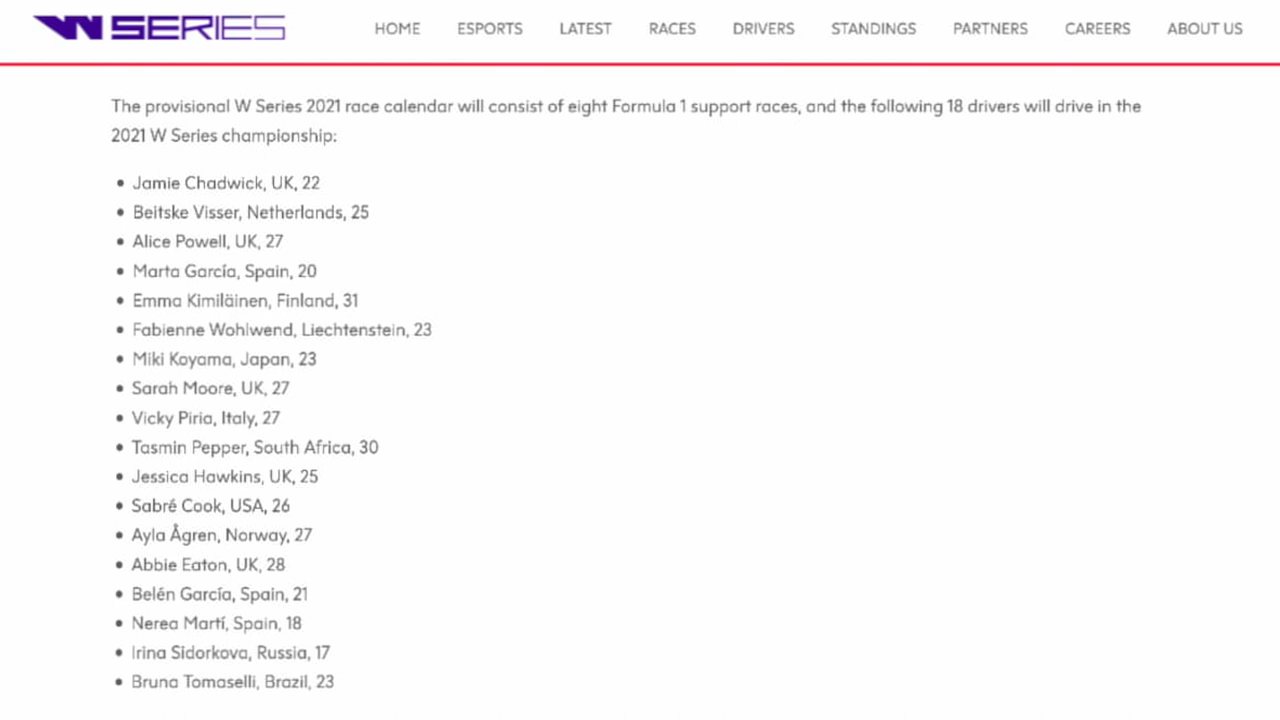 W SERIES HOME ESPORTS LATEST RACES DRIVERS STANDINGS PARTNERS CAREERS ABOUT US
The provisional W Series 2021 race calendar will consist of eight Formula 1 support races, and the following 18 drivers will drive in the
2021 W Series championship:
• Jamie Chadwick, UK, 22
• Beitske Visser, Netherlands, 25
• Alice Powell, UK, 27
• Marta García, Spain, 20
• Emma Kimiläinen, Finland, 31
• Fabienne Wohlwend, Liechtenstein, 23
• Miki Koyama, Japan, 23
• Sarah Moore, UK, 27
• Vicky Piria, Italy, 27
• Tasmin Pepper, South Africa, 30
• Jessica Hawkins, UK, 25
• Sabré Cook, USA, 26
• Ayla Ågren, Norway, 27
• Abbie Eaton, UK, 28
• Belén García, Spain, 21
• Nerea Martí, Spain, 18
• Irina Sidorkova, Russia, 17
• Bruna Tomaselli, Brazil, 23